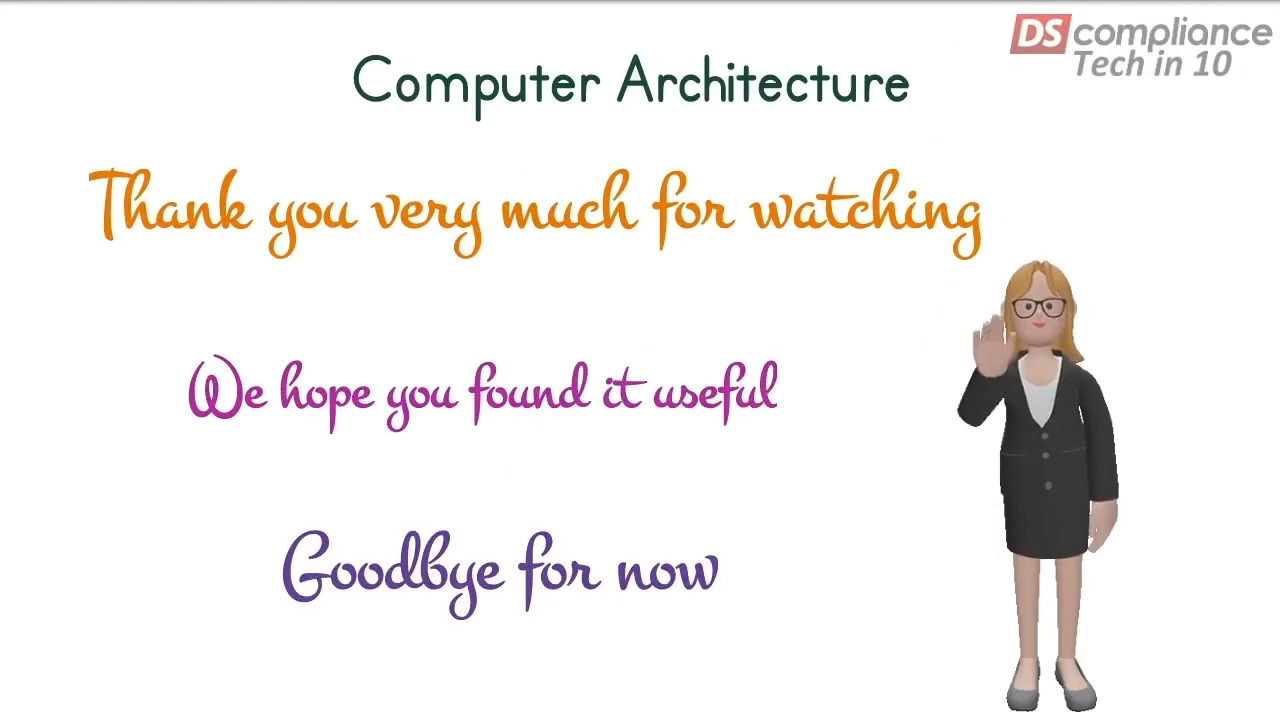 DS compliance
Tech in 10
Computer Architecture
Thank you very much for watching
We hope you found it useful
Goodbye for now